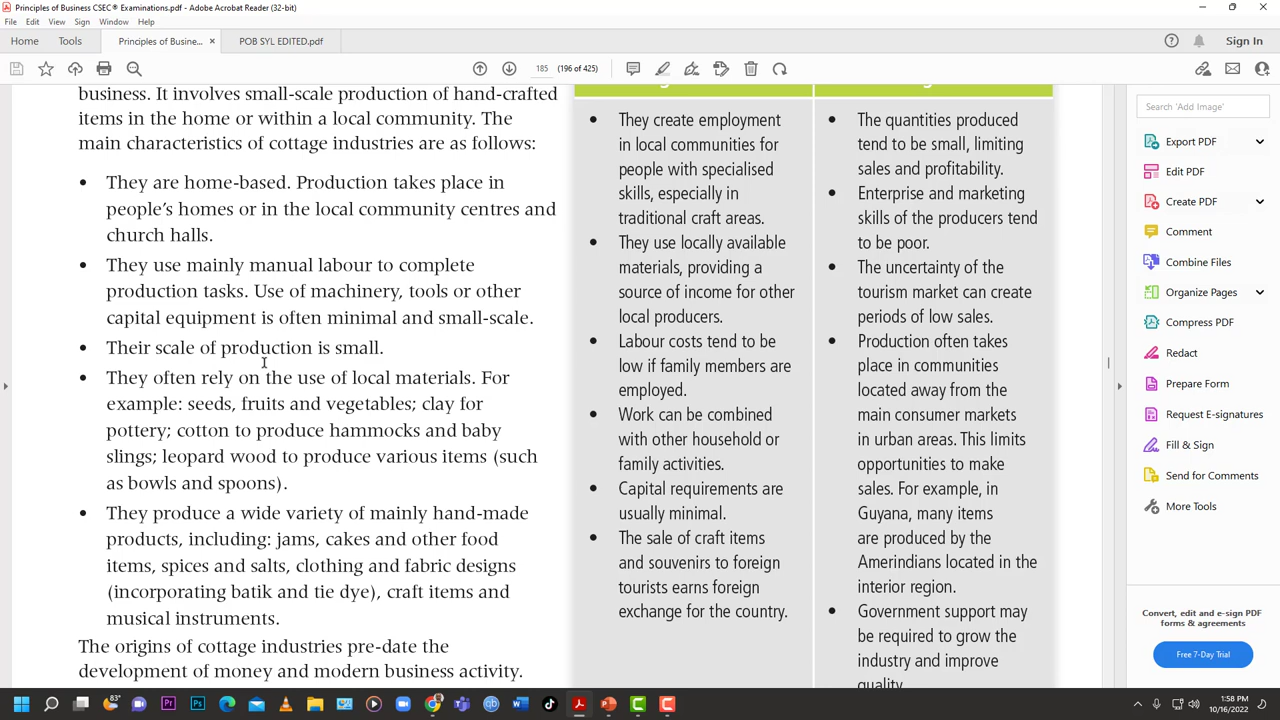 Principles of Business CSEC® Examinations.pdf - Adobe Acrobat Reader (32-bit)
File Edit View Sign Window Help
Home Tools Principles of Busine... × POB SYL EDITED.pdf Sign In
185 (196 of 425)
business. It involves small-scale production of hand-crafted
items in the home or within a local community. The
main characteristics of cottage industries are as follows:
• They are home-based. Production takes place in
people's homes or in the local community centres and
church halls.
• They use mainly manual labour to complete
production tasks. Use of machinery, tools or other
capital equipment is often minimal and small-scale.
• Their scale of production is small.
• They often rely on the use of local materials. For
example: seeds, fruits and vegetables; clay for
pottery; cotton to produce hammocks and baby
slings; leopard wood to produce various items (such
as bowls and spoons).
• They produce a wide variety of mainly hand-made
products, including: jams, cakes and other food
items, spices and salts, clothing and fabric designs
(incorporating batik and tie dye), craft items and
musical instruments.
The origins of cottage industries pre-date the
development of money and modern business activity.
• They create employment
in local communities for
people with specialised
skills, especially in
traditional craft areas.
• They use locally available
materials, providing a
source of income for other
local producers.
• Labour costs tend to be
low if family members are
employed.
• Work can be combined
with other household or
family activities.
• Capital requirements are
usually minimal.
• The sale of craft items
and souvenirs to foreign
tourists earns foreign
exchange for the country.
• The quantities produced
tend to be small, limiting
sales and profitability.
• Enterprise and marketing
skills of the producers tend
to be poor.
• The uncertainty of the
tourism market can create
periods of low sales.
• Production often takes
place in communities
located away from the
main consumer markets
in urban areas. This limits
opportunities to make
sales. For example, in
Guyana, many items
are produced by the
Amerindians located in the
interior region.
• Government support may
be required to grow the
industry and improve
quality.
Search 'Add Image'
Export PDF
Edit PDF
Create PDF
Comment
Combine Files
Organize Pages
Compress PDF
Redact
Prepare Form
Request E-signatures
Fill & Sign
Send for Comments
More Tools
Convert, edit and e-sign PDF
forms & agreements
Free 7-Day Trial
83°
1:58 PM
10/16/2022